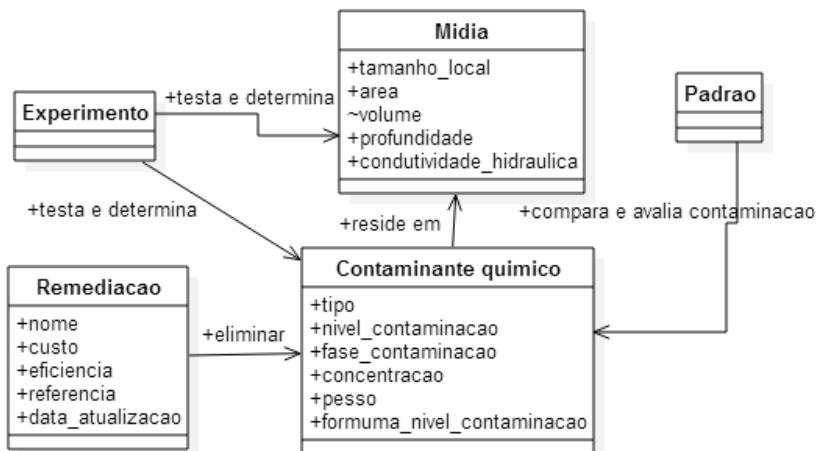 Midia
+tamanho_local
+area
~volume
+profundidade
+condutividade_hidraulica
Experimento
+testa e determina
Padrao
+testa e determina
+reside em
+compara e avalia contaminacao
Remediacao
+nome
+custo
+eficiencia
+referencia
+data_atualizacao
+eliminar
Contaminante quimico
+tipo
+nivel_contaminacao
+fase_contaminacao
+concentracao
+pesso
+formuma_nivel_contaminacao